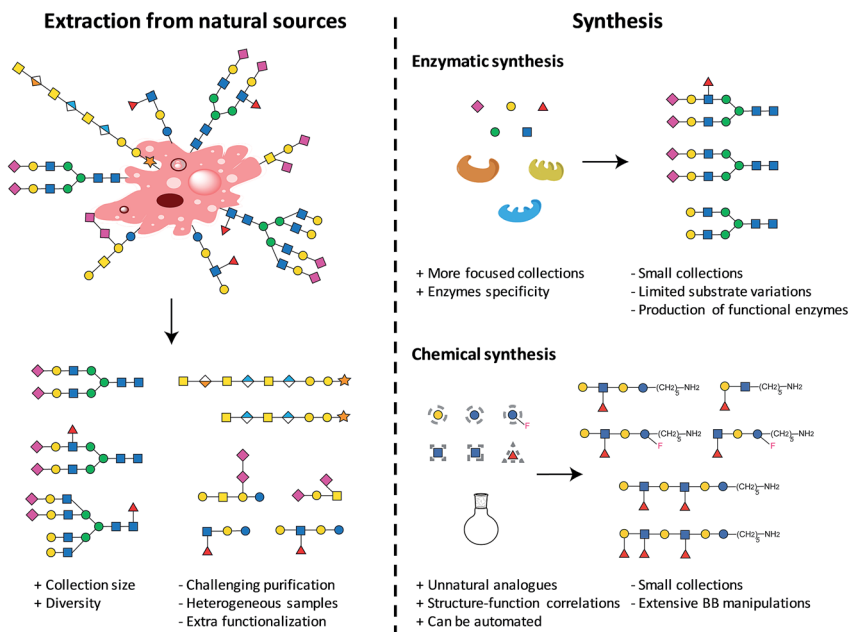 Extraction from natural sources
Synthesis
Enzymatic synthesis
+ More focused collections
+ Enzymes specificity
- Small collections
- Limited substrate variations
- Production of functional enzymes
Chemical synthesis
F
(CH2)5 NH2
(CH2)5 NH2
F
(CH2)5 NH2
F
(CH2)5 NH2
(CH2)5 NH2
(CH2)5 NH2
+ Collection size
+ Diversity
- Challenging purification
- Heterogeneous samples
- Extra functionalization
+ Unnatural analogues
+ Structure-function correlations
+ Can be automated
- Small collections
- Extensive BB manipulations